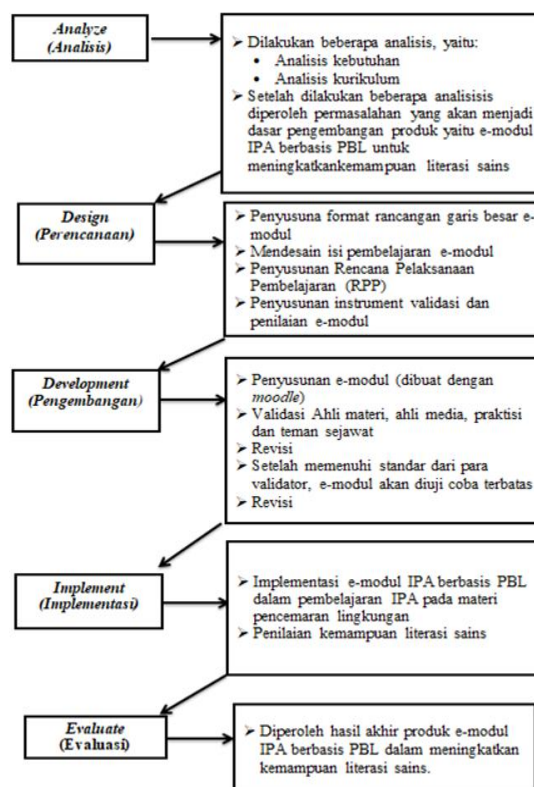 Analyze
(Analisis)
➢ Dilakukan beberapa analisis, yaitu:
• Analisis kebutuhan
• Analisis kurikulum
➢ Setelah dilakukan beberapa analisisis
diperoleh permasalahan yang akan menjadi
dasar pengembangan produk yaitu e-modul
IPA berbasis PBL untuk
meningkatkankemampuan literasi sains
Design
(Perencanaan)
➢ Penyusuna format rancangan garis besar e-
modul
➢ Mendesain isi pembelajaran e-modul
➢ Penyusunan Rencana Pelaksanaan
Pembelajaran (RPP)
➢ Penyusunan instrument validasi dan
penilaian e-modul
Development
(Pengembangan)
➢ Penyusunan e-modul (dibuat dengan
moodle)
➢ Validasi Ahli materi, ahli media, praktisi
dan teman sejawat
➢ Revisi
➢ Setelah memenuhi standar dari para
validator, e-modul akan diuji coba terbatas
➢ Revisi
Implement
(Implementasi)
➢ Implementasi e-modul IPA berbasis PBL
dalam pembelajaran IPA pada materi
pencemaran lingkungan
➢ Penilaian kemampuan literasi sains
Evaluate
(Evaluasi)
➢ Diperoleh hasil akhir produk e-modul
IPA berbasis PBL dalam meningkatkan
kemampuan literasi sains.